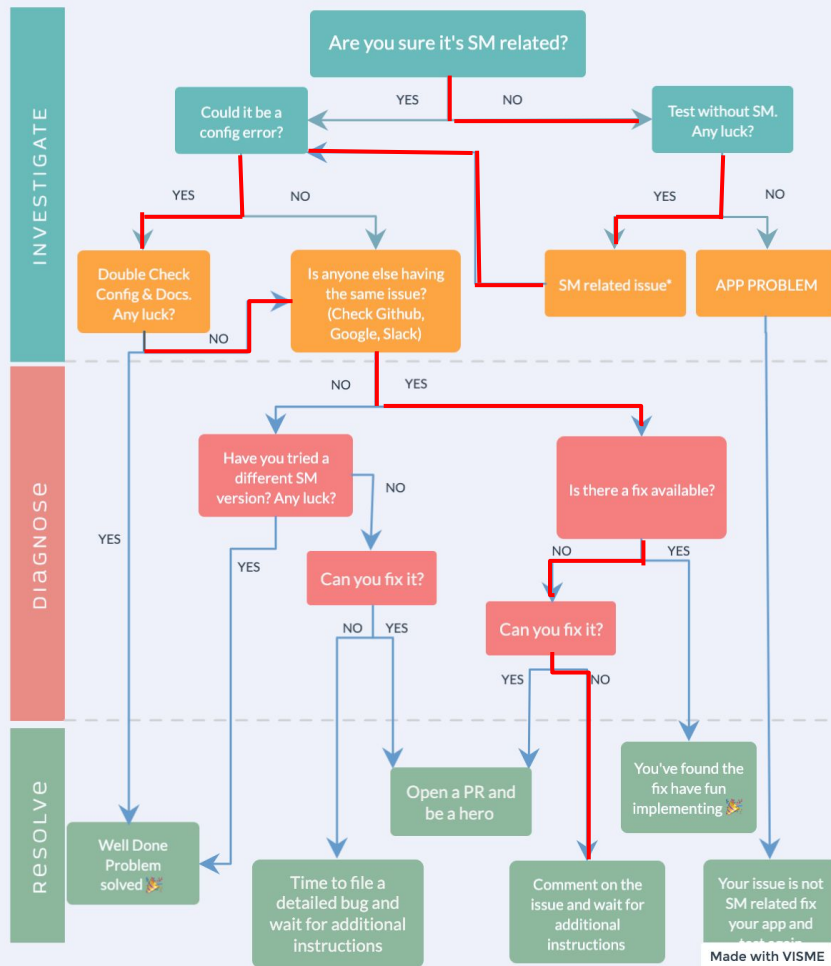 INVESTIGATE
Are you sure it's SM related?
YES
NO
Could it be a
config error?
Test without SM.
Any luck?
YES
NO
YES
NO
Double Check
Config & Docs.
Any luck?
NO
Is anyone else having
the same issue?
(Check Github,
Google, Slack)
SM related issue*
APP PROBLEM
DIAGNOSE
NO
YES
Have you tried a
different SM
version? Any luck?
NO
Is there a fix available?
YES
YES
NO
YES
Can you fix it?
Can you fix it?
NO
YES
YES
NO
RESOLVE
Open a PR and
be a hero
You've found the
fix have fun
implementing 🎉
Well Done
Problem
solved 🎉
Time to file a
detailed bug and
wait for additional
instructions
Comment on the
issue and wait for
additional
instructions
Your issue is not
SM related fix
your app and
Made with VISME